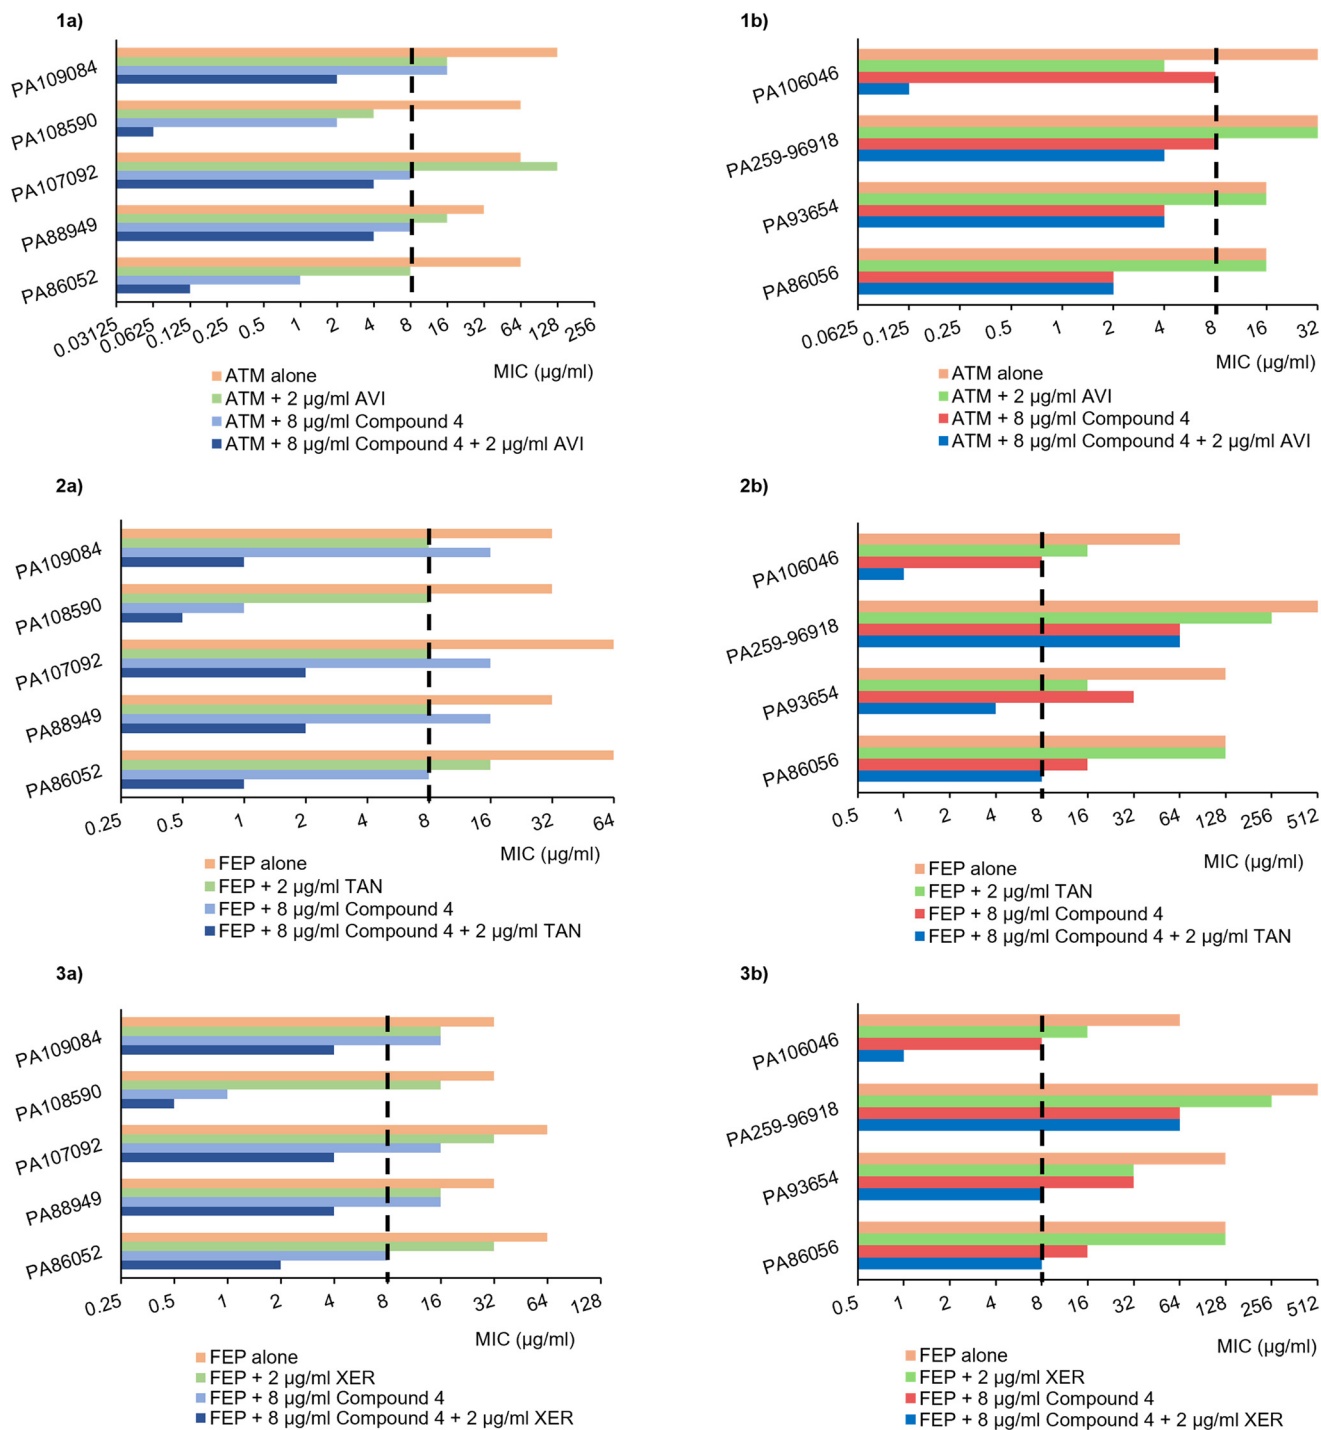 1a)
PA109084
PA108590
PA107092
PA88949
PA86052
0.03125
0.0625
0.125
0.25
0.5
1
2
4
8
16
32
64
128
256
MIC (µg/ml)
ATM alone
ATM + 2 µg/ml AVI
ATM + 8 µg/ml Compound 4
ATM + 8 µg/ml Compound 4 + 2 µg/ml AVI
1b)
PA106046
PA259-96918
PA93654
PA86056
0.0625
0.125
0.25
0.5
1
2
4
8
16
32
MIC (µg/ml)
ATM alone
ATM + 2 µg/ml AVI
ATM + 8 µg/ml Compound 4
ATM + 8 µg/ml Compound 4 + 2 µg/ml AVI
2a)
PA109084
PA108590
PA107092
PA88949
PA86052
0.25
0.5
1
2
4
8
16
32
64
MIC (µg/ml)
FEP alone
FEP + 2 µg/ml TAN
FEP + 8 µg/ml Compound 4
FEP + 8 µg/ml Compound 4 + 2 µg/ml TAN
2b)
PA106046
PA259-96918
PA93654
PA86056
0.5
1
2
4
8
16
32
64
128
256
512
MIC (µg/ml)
FEP alone
FEP + 2 µg/ml TAN
FEP + 8 µg/ml Compound 4
FEP + 8 µg/ml Compound 4 + 2 µg/ml TAN
3a)
PA109084
PA108590
PA107092
PA88949
PA86052
0.25
0.5
1
2
4
8
16
32
64
128
MIC (µg/ml)
FEP alone
FEP + 2 µg/ml XER
FEP + 8 µg/ml Compound 4
FEP + 8 µg/ml Compound 4 + 2 µg/ml XER
3b)
PA106046
PA259-96918
PA93654
PA86056
0.5
1
2
4
8
16
32
64
128
256
512
MIC (µg/ml)
FEP alone
FEP + 2 µg/ml XER
FEP + 8 µg/ml Compound 4
FEP + 8 µg/ml Compound 4 + 2 µg/ml XER